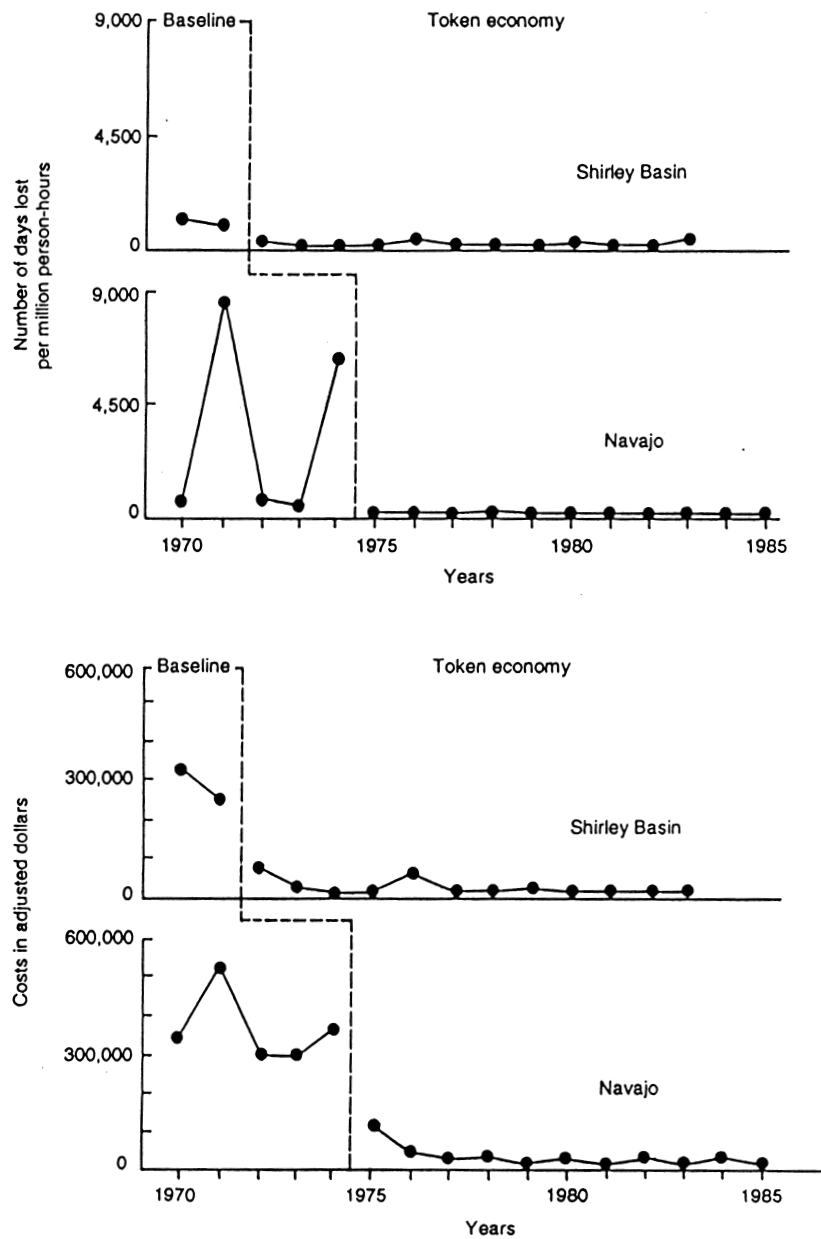 9,000
Baseline
Token economy
4,500
Shirley Basin
0
Number of days lost
per million person-hours
9,000
4,500
Navajo
0
1970
1975
1980
1985
Years
600,000
Baseline
Token economy
300,000
Shirley Basin
0
Costs in adjusted dollars
600,000
300,000
Navajo
0
1970
1975
1980
1985
Years